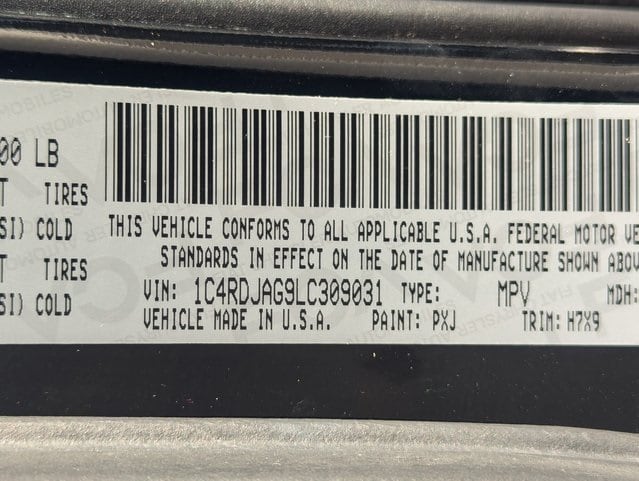 00 LB
T TIRES
SI) COLD
T TIRES
SI) COLD
THIS VEHICLE CONFORMS TO ALL APPLICABLE U.S.A. FEDERAL MOTOR VE
STANDARDS IN EFFECT ON THE DATE OF MANUFACTURE SHOWN ABOV
VIN: 1C4RDJAG9LC309031 TYPE: MPV MDH:
VEHICLE MADE IN U.S.A. PAINT: PXJ TRIM: H7X9